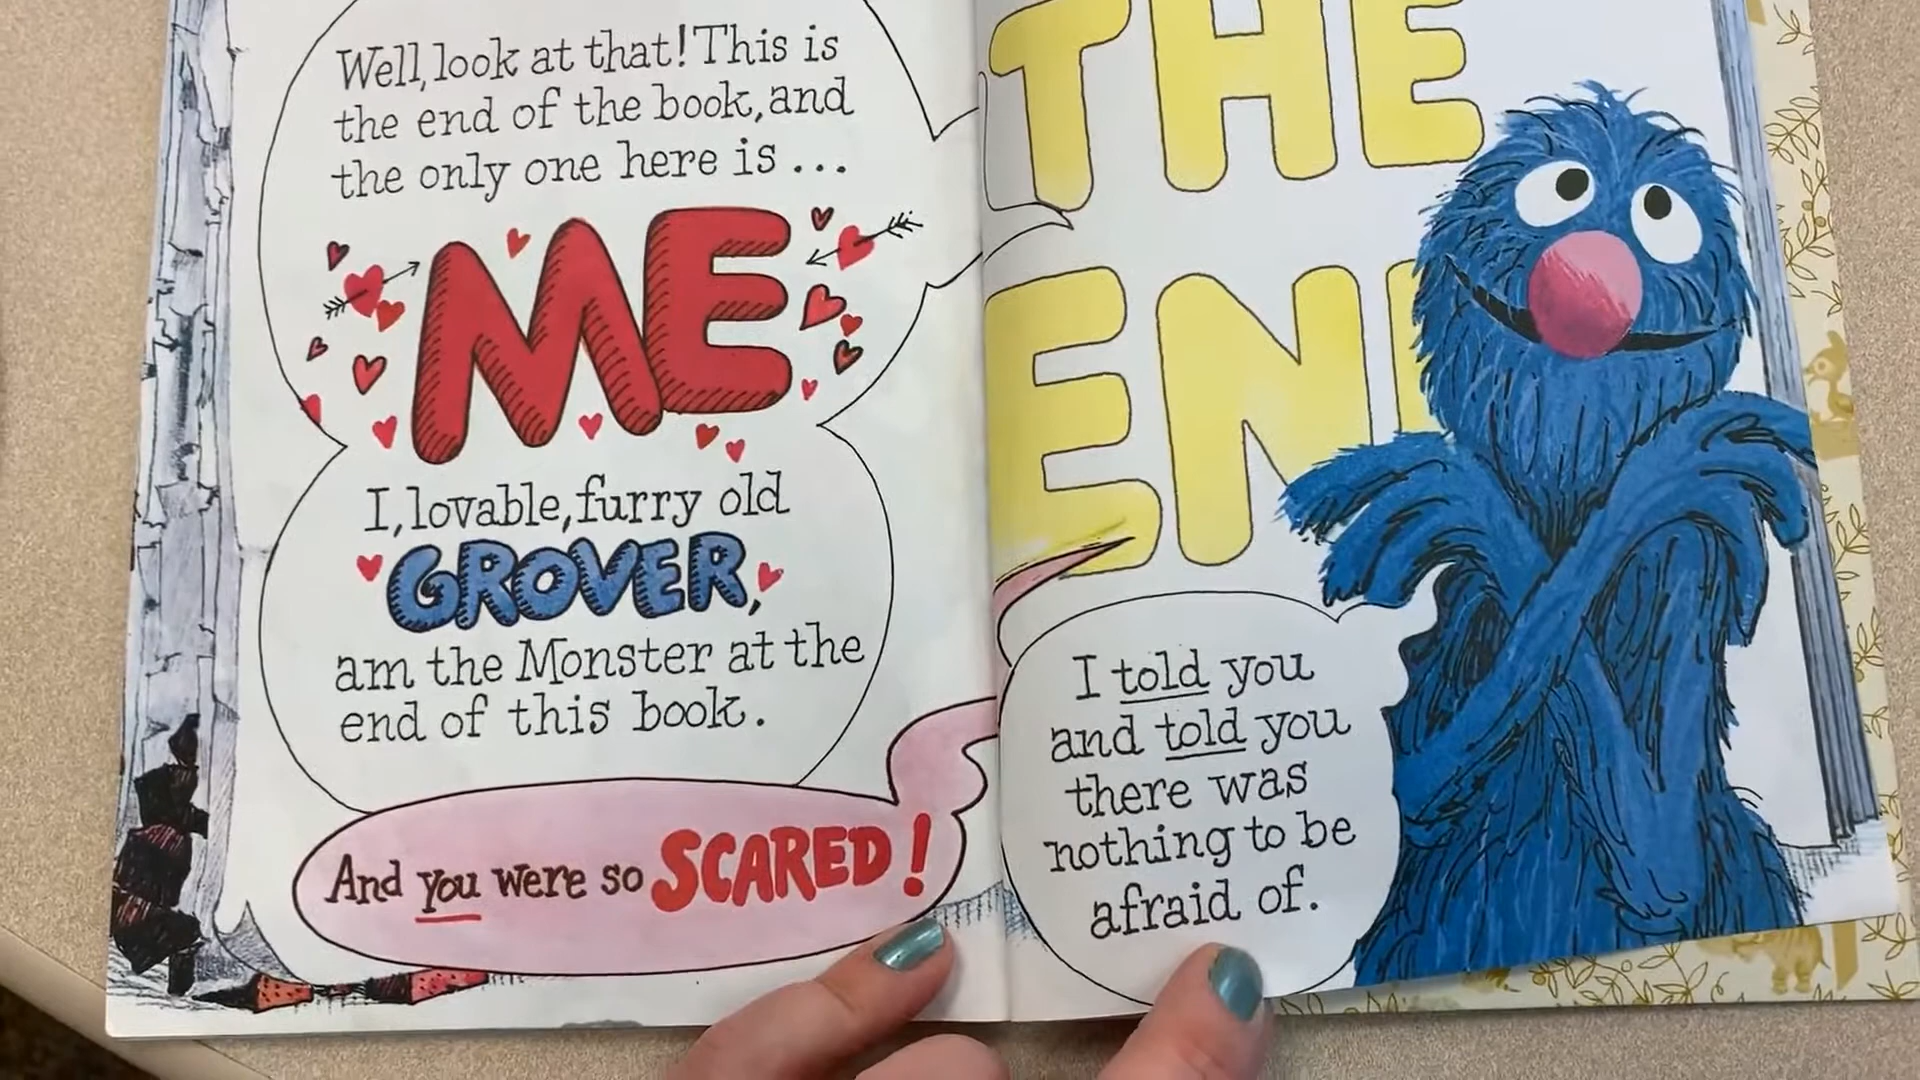 Well, look at that! This is
the end of the book, and
the only one here is ...
ME
I, lovable, furry old
GROVER,
am the Monster at the
end of this book.
And you were so SCARED!
THE
EN
I told you
and told you
there was
nothing to be
afraid of.